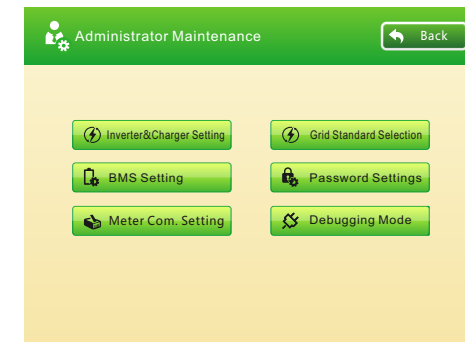 Administrator Maintenance
Back
Inverter&Charger Setting
Grid Standard Selection
BMS Setting
Password Settings
Meter Com. Setting
Debugging Mode